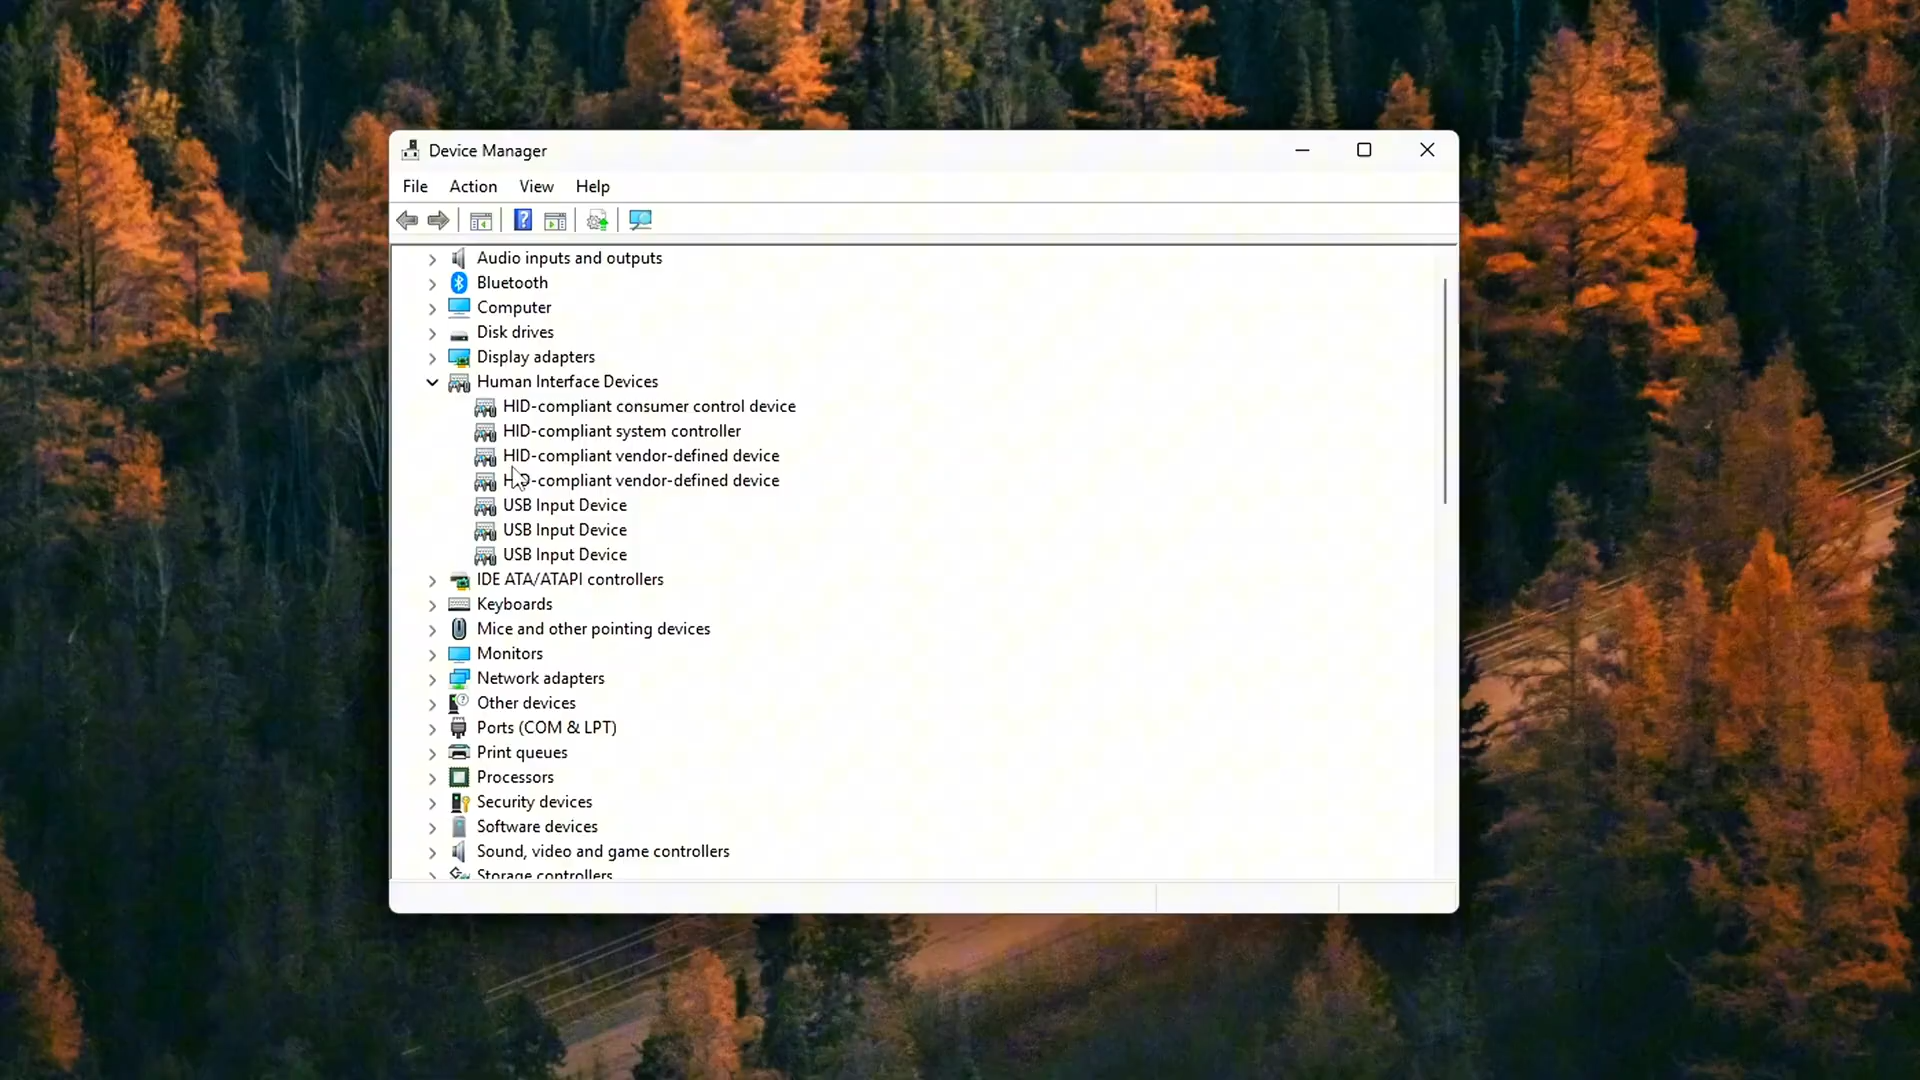 Device Manager
File Action View Help
Audio inputs and outputs
Bluetooth
Computer
Disk drives
Display adapters
Human Interface Devices
HID-compliant consumer control device
HID-compliant system controller
HID-compliant vendor-defined device
HID-compliant vendor-defined device
USB Input Device
USB Input Device
USB Input Device
IDE ATA/ATAPI controllers
Keyboards
Mice and other pointing devices
Monitors
Network adapters
Other devices
Ports (COM & LPT)
Print queues
Processors
Security devices
Software devices
Sound, video and game controllers
Storage controllers